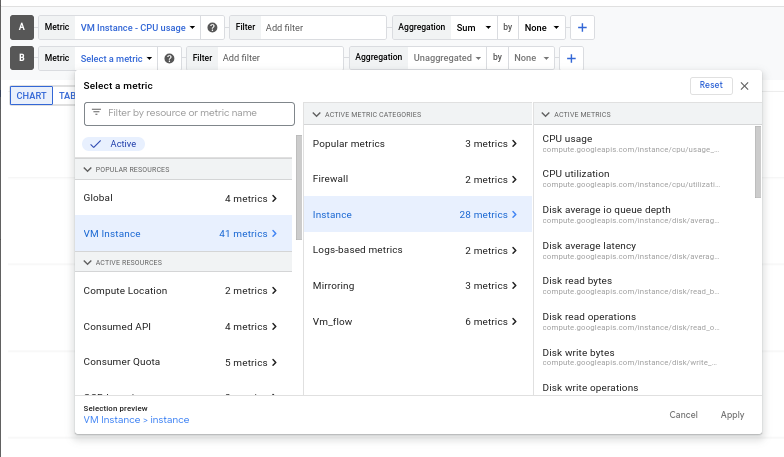 A Metric VM Instance - CPU usage Filter Add filter Aggregation Sum by None
B Metric Select a metric Filter Add filter Aggregation Unaggregated by None
CHART TAB
Select a metric Reset
Filter by resource or metric name
Active
POPULAR RESOURCES
Global 4 metrics
VM Instance 41 metrics
ACTIVE RESOURCES
Compute Location 2 metrics
Consumed API 4 metrics
Consumer Quota 5 metrics
ACTIVE METRIC CATEGORIES
Popular metrics 3 metrics
Firewall 2 metrics
Instance 28 metrics
Logs-based metrics 2 metrics
Mirroring 3 metrics
Vm_flow 6 metrics
ACTIVE METRICS
CPU usage
compute.googleapis.com/instance/cpu/usage_...
CPU utilization
compute.googleapis.com/instance/cpu/utilizati...
Disk average io queue depth
compute.googleapis.com/instance/disk/averag...
Disk average latency
compute.googleapis.com/instance/disk/averag...
Disk read bytes
compute.googleapis.com/instance/disk/read_b...
Disk read operations
compute.googleapis.com/instance/disk/read_o...
Disk write bytes
compute.googleapis.com/instance/disk/write_...
Disk write operations
Selection preview
VM Instance > instance
Cancel Apply